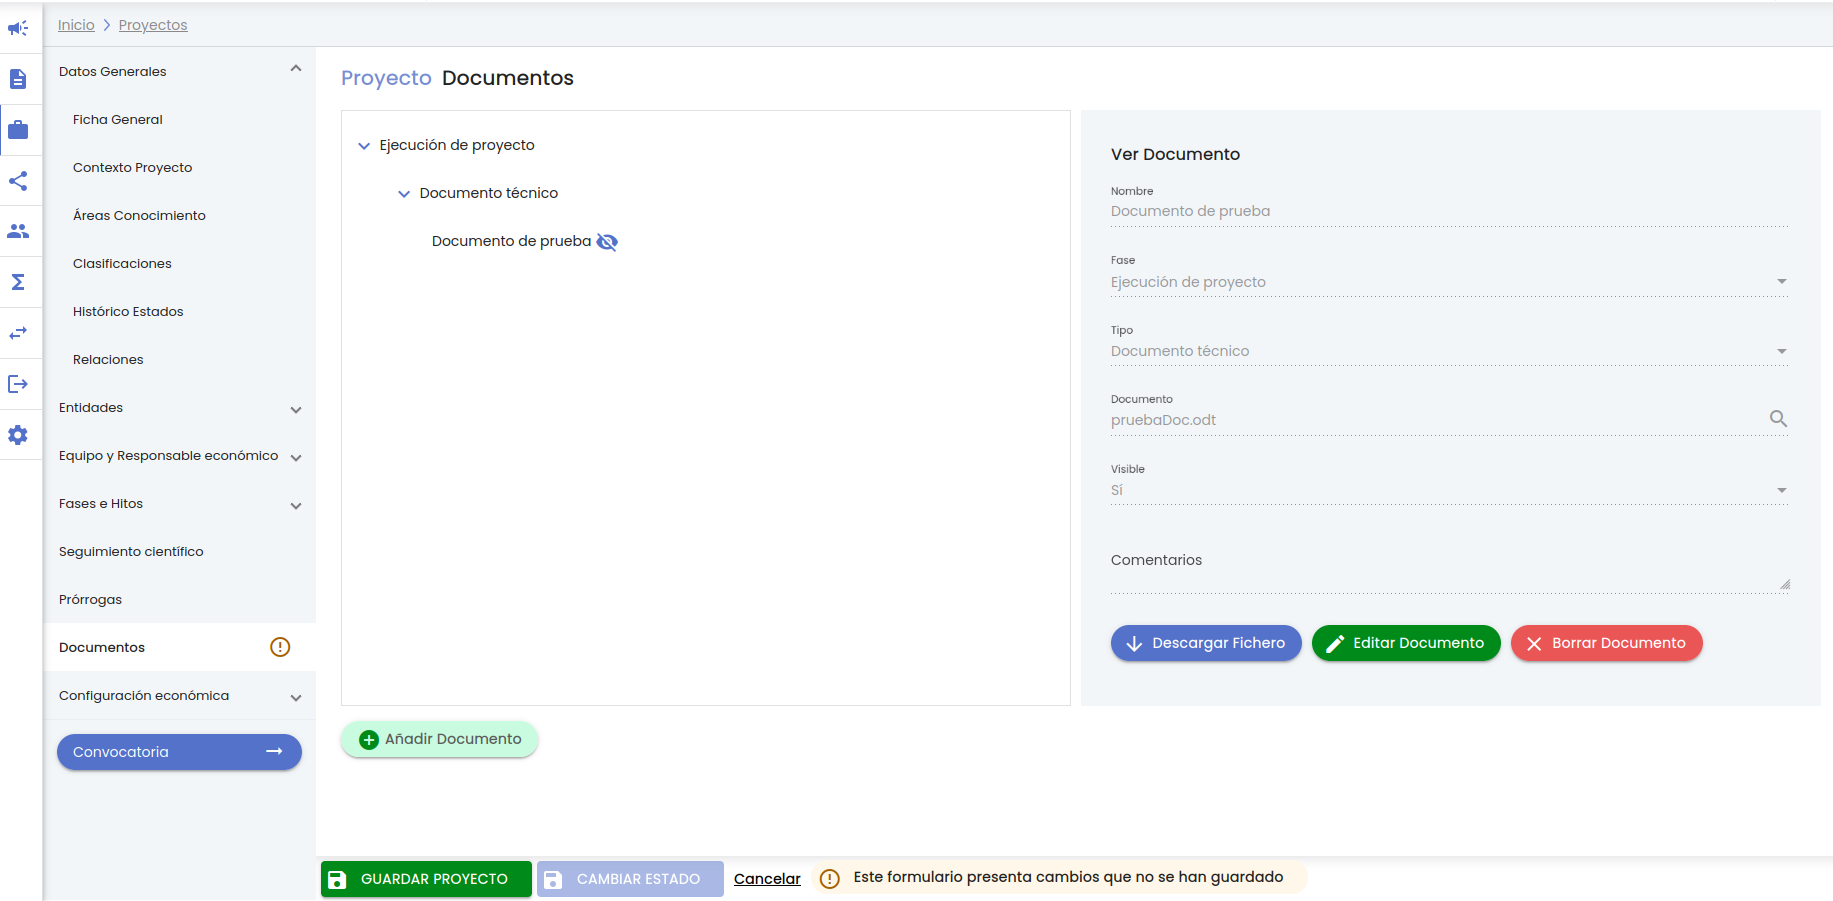 Inicio
Proyectos
Datos Generales
Ficha General
Contexto Proyecto
Áreas Conocimiento
Clasificaciones
Histórico Estados
Relaciones
Entidades
Equipo y Responsable económico
Fases e Hitos
Seguimiento científico
Prórrogas
Documentos
Configuración económica
Convocatoria
Proyecto Documentos
Ejecución de proyecto
Documento técnico
Documento de prueba
Añadir Documento
Ver Documento
Nombre
Documento de prueba
Fase
Ejecución de proyecto
Tipo
Documento técnico
Documento
pruebaDoc.odt
Visible
Sí
Comentarios
Descargar Fichero
Editar Documento
Borrar Documento
GUARDAR PROYECTO
CAMBIAR ESTADO
Cancelar
Este formulario presenta cambios que no se han guardado